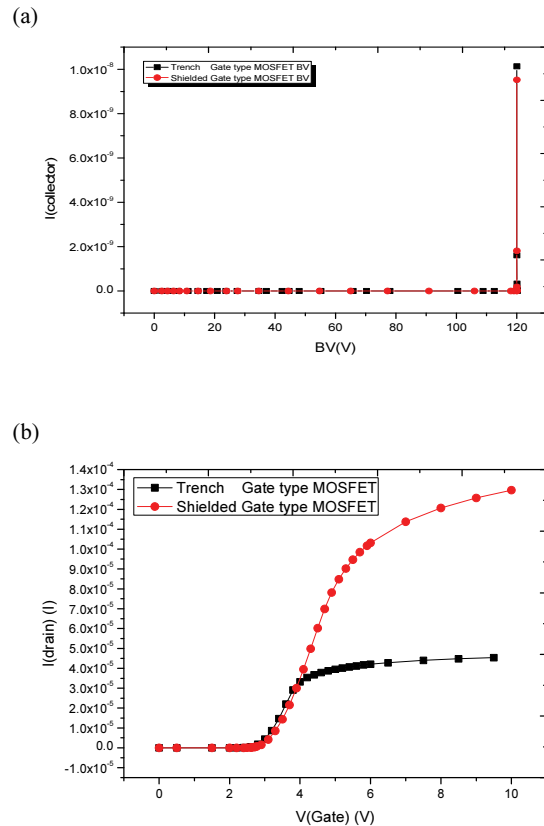 (a)
Trench Gate type MOSFET BV
Shielded Gate type MOSFET BV
1.0x10⁻⁸
8.0x10⁻⁹
6.0x10⁻⁹
4.0x10⁻⁹
2.0x10⁻⁹
0.0
I(collector)
0 20 40 60 80 100 120
BV(V)
(b)
Trench Gate type MOSFET
Shielded Gate type MOSFET
1.4x10⁻⁴
1.3x10⁻⁴
1.2x10⁻⁴
1.1x10⁻⁴
1.0x10⁻⁴
9.0x10⁻⁵
8.0x10⁻⁵
7.0x10⁻⁵
6.0x10⁻⁵
5.0x10⁻⁵
4.0x10⁻⁵
3.0x10⁻⁵
2.0x10⁻⁵
1.0x10⁻⁵
0.0
-1.0x10⁻⁵
I(drain) (I)
0 2 4 6 8 10
V(Gate) (V)